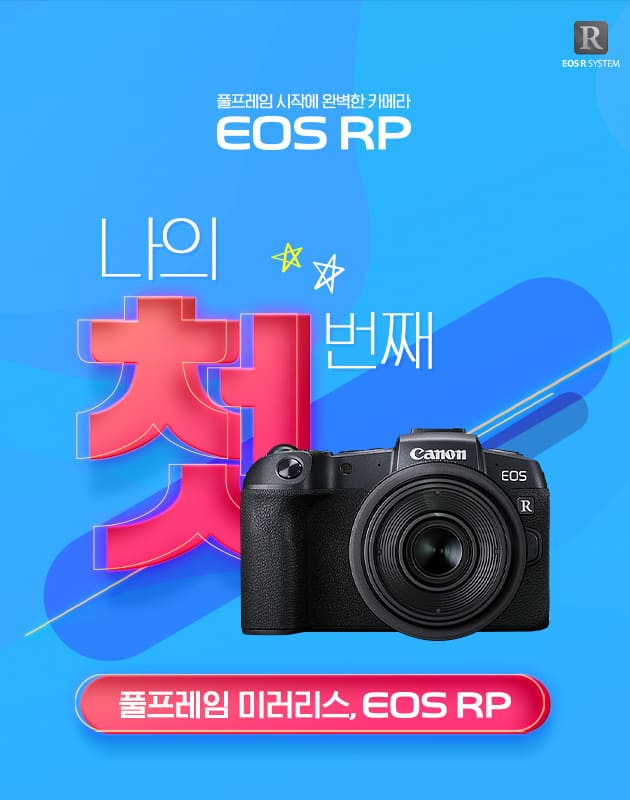 R
EOS R SYSTEM
풀프레임 시작에 완벽한 카메라
EOS RP
나의
첫
번째
Canon
EOS
R
풀프레임 미러리스, EOS RP